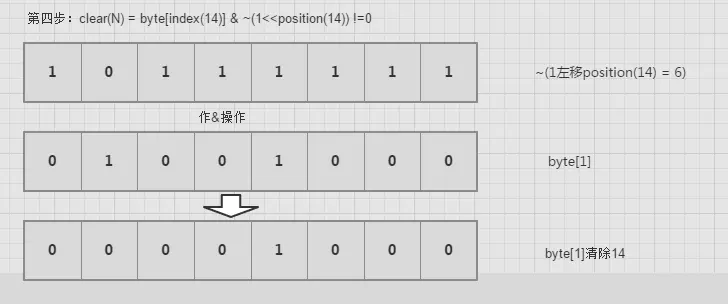 第四步：clear(N) = byte[index(14)] & ~(1<<position(14)) !=0
1 0 1 1 1 1 1 1 ~(1左移position(14) = 6)
作&操作
0 1 0 0 1 0 0 0 byte[1]
0 0 0 0 1 0 0 0 byte[1]清除14